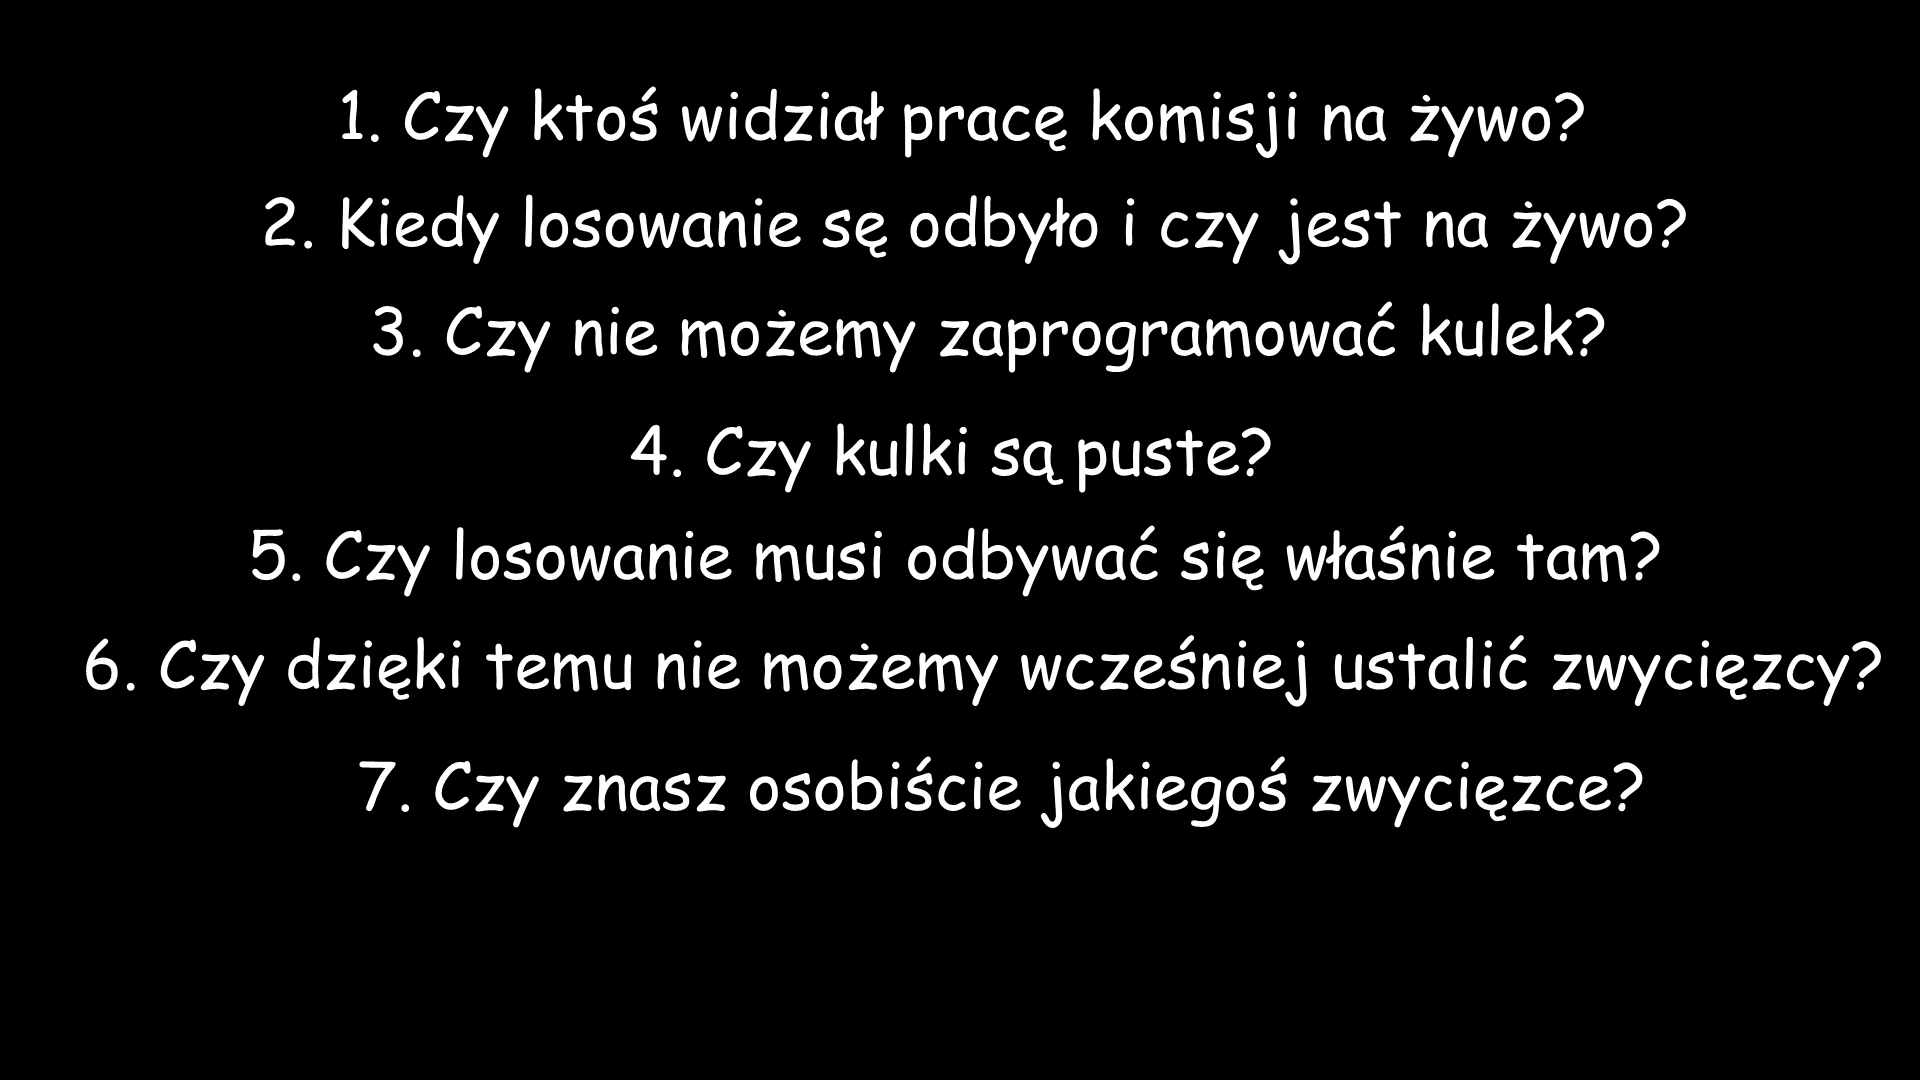 1. Czy ktoś widział pracę komisji na żywo?
2. Kiedy losowanie sę odbyło i czy jest na żywo?
3. Czy nie możemy zaprogramować kulek?
4. Czy kulki są puste?
5. Czy losowanie musi odbywać się właśnie tam?
6. Czy dzięki temu nie możemy wcześniej ustalić zwycięzcy?
7. Czy znasz osobiście jakiegoś zwycięzce?